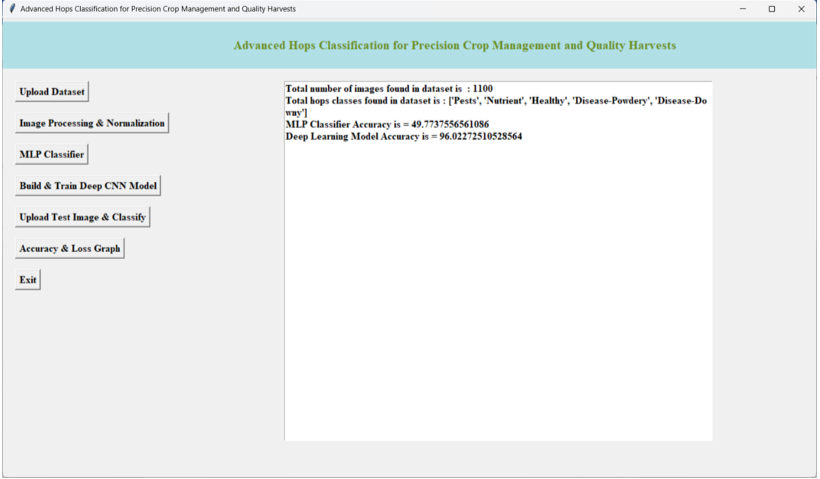 Advanced Hops Classification for Precision Crop Management and Quality Harvests
Advanced Hops Classification for Precision Crop Management and Quality Harvests
Upload Dataset
Image Processing & Normalization
MLP Classifier
Build & Train Deep CNN Model
Upload Test Image & Classify
Accuracy & Loss Graph
Exit
Total number of images found in dataset is : 1100
Total hops classes found in dataset is : ['Pests', 'Nutrient', 'Healthy', 'Disease-Powdery', 'Disease-Do
wny']
MLP Classifier Accuracy is = 49.7737556561086
Deep Learning Model Accuracy is = 96.02272510528564